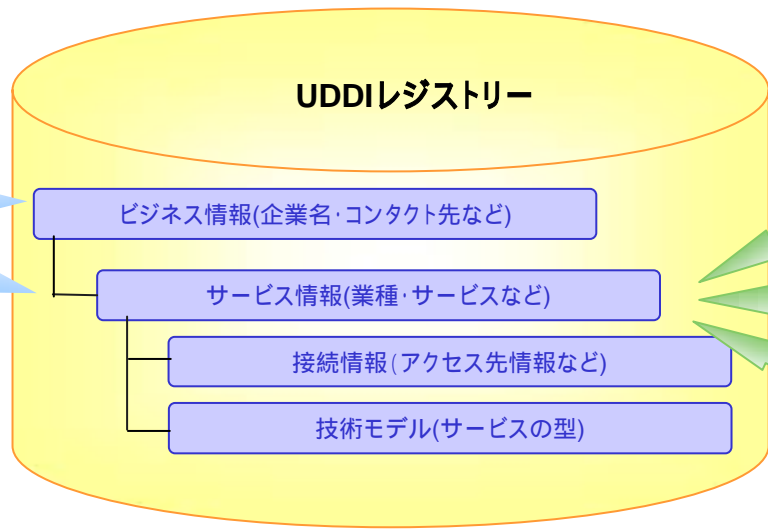 UDDIレジストリー
ビジネス情報(企業名･コンタクト先など)
サービス情報(業種･サービスなど)
接続情報(アクセス先情報など)
技術モデル(サービスの型)